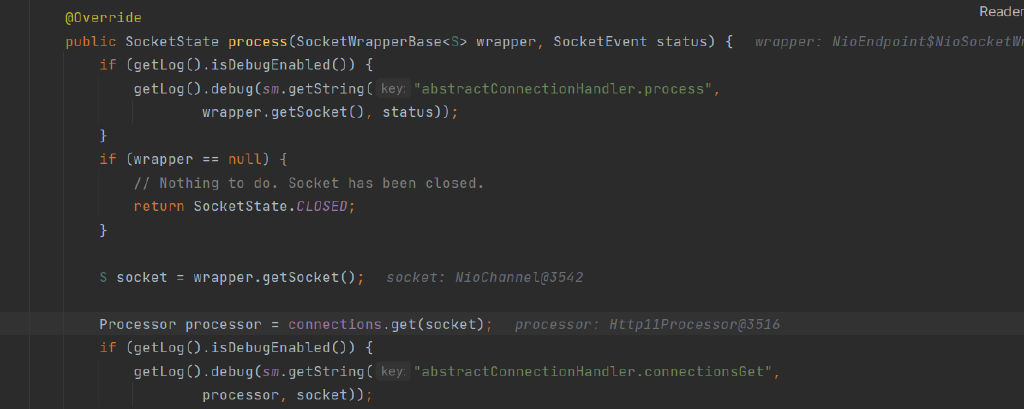 Reader
@Override
public SocketState process(SocketWrapperBase<S> wrapper, SocketEvent status) { wrapper: NioEndpoint$NioSocketWr
if (getLog().isDebugEnabled()) {
getLog().debug(sm.getString( key: "abstractConnectionHandler.process",
wrapper.getSocket(), status));
}
if (wrapper == null) {
// Nothing to do. Socket has been closed.
return SocketState.CLOSED;
}
S socket = wrapper.getSocket(); socket: NioChannel@3542
Processor processor = connections.get(socket); processor: Http11Processor@3516
if (getLog().isDebugEnabled()) {
getLog().debug(sm.getString( key: "abstractConnectionHandler.connectionsGet",
processor, socket));